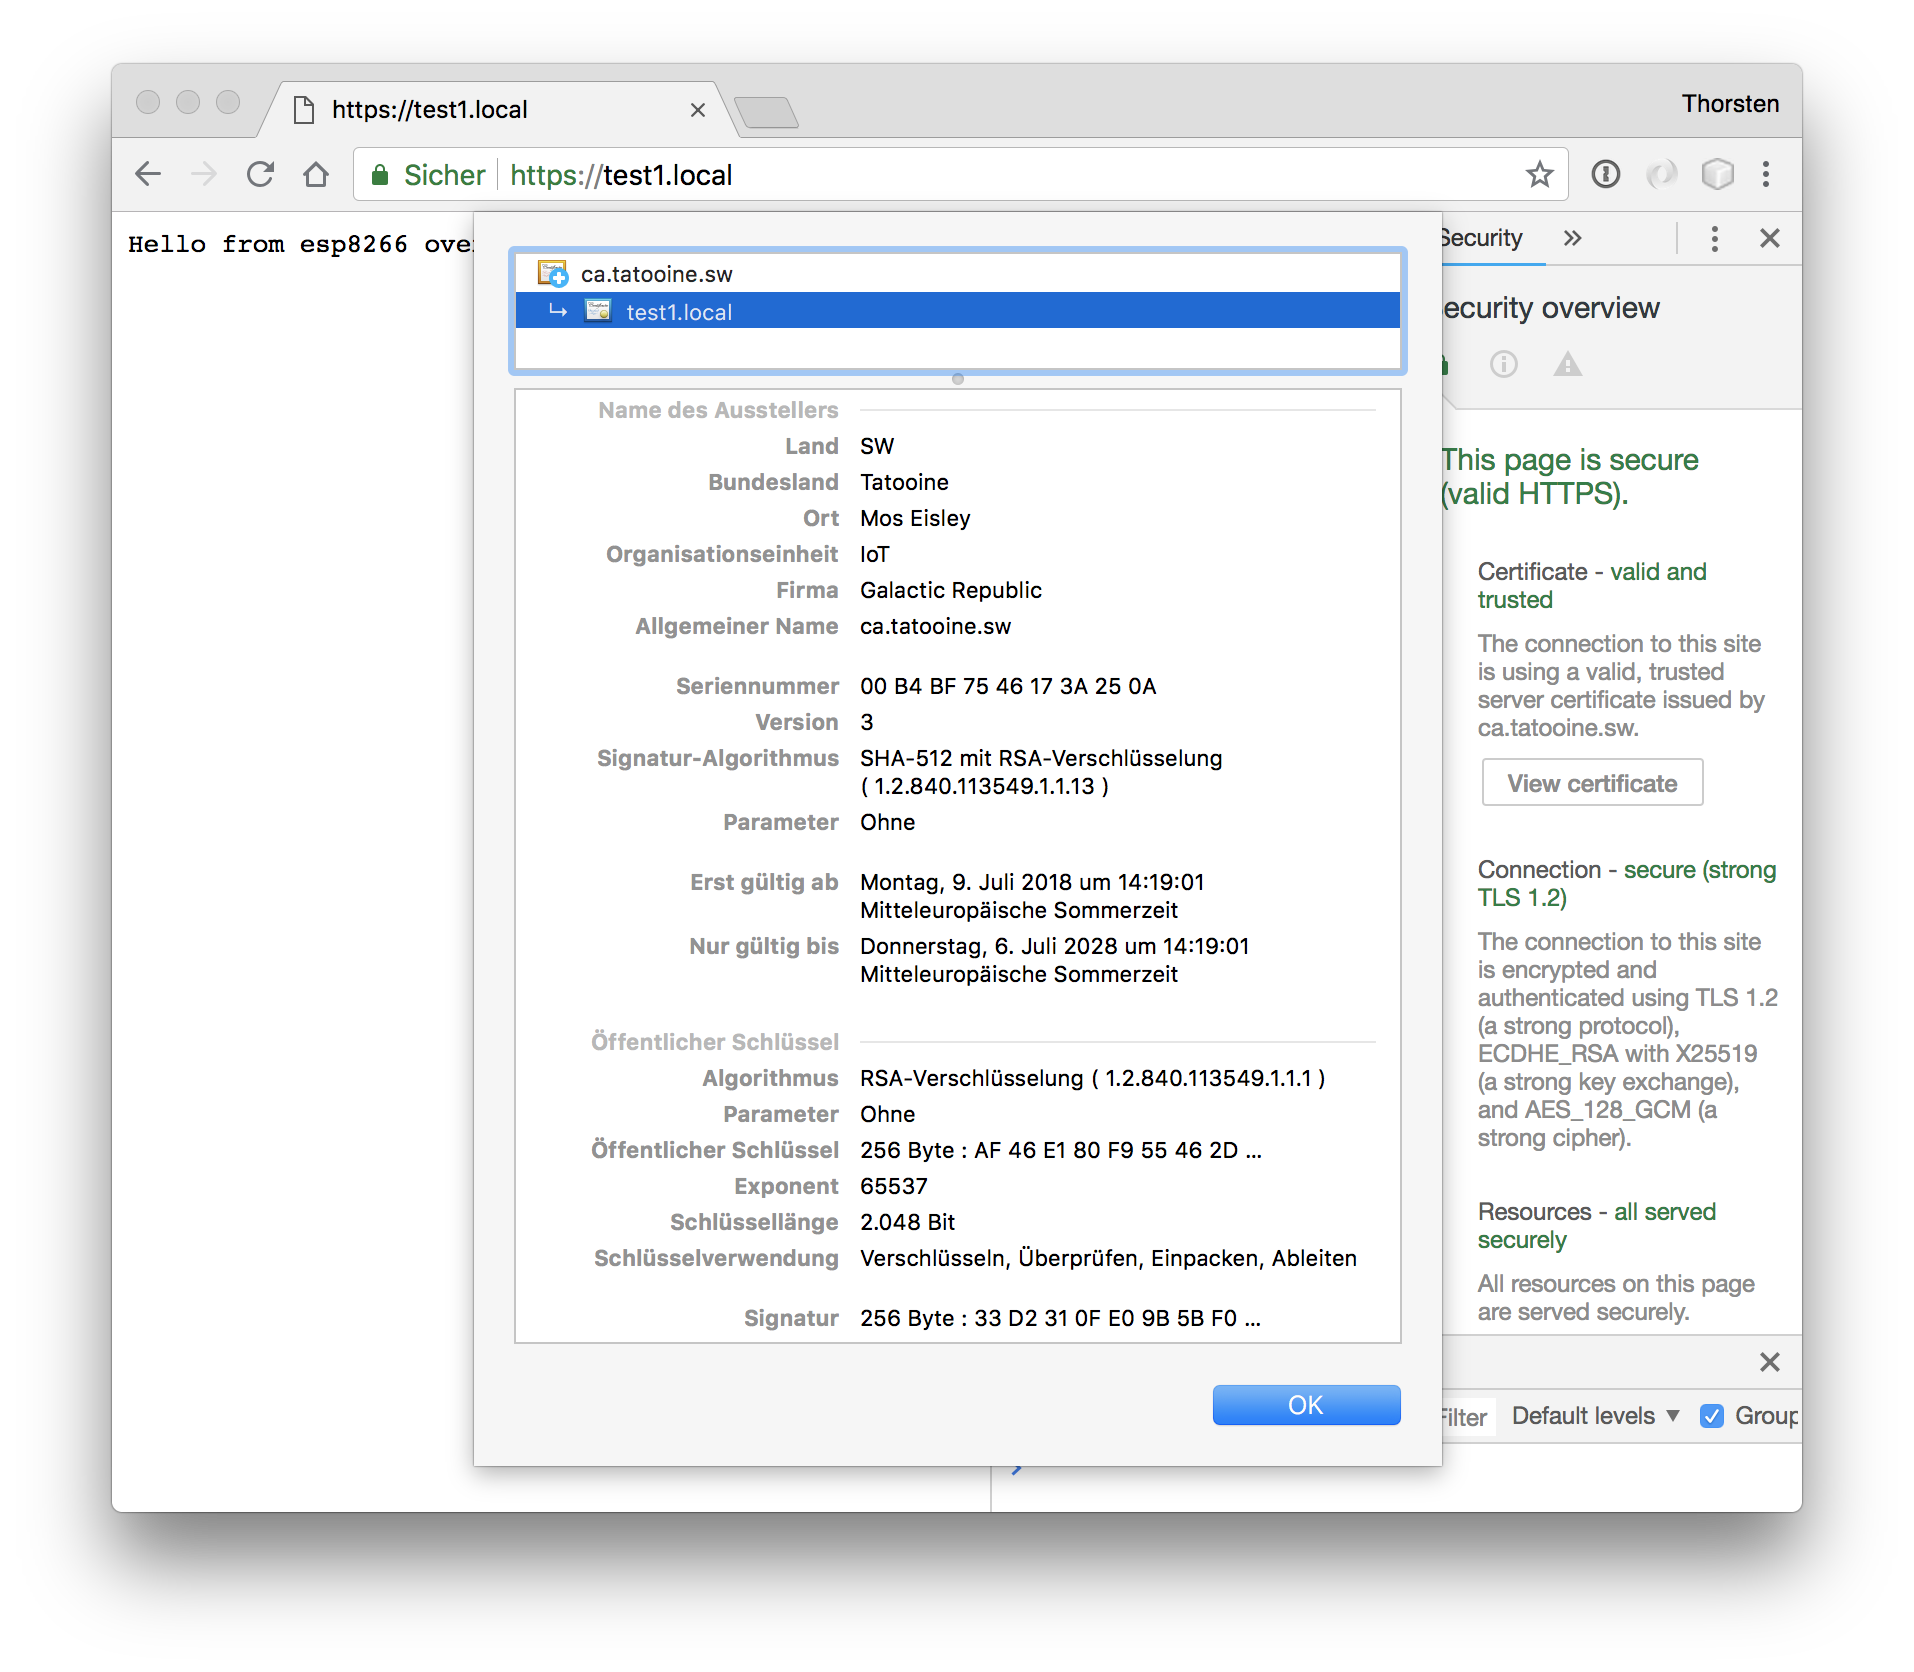 https://test1.local
Thorsten
Sicher https://test1.local
Hello from esp8266
ca.tatooine.sw
test1.local
Name des Ausstellers
Land SW
Bundesland Tatooine
Ort Mos Eisley
Organisationseinheit IoT
Firma Galactic Republic
Allgemeiner Name ca.tatooine.sw
Seriennummer 00 B4 BF 75 46 17 3A 25 0A
Version 3
Signatur-Algorithmus SHA-512 mit RSA-Verschlüsselung
( 1.2.840.113549.1.1.13 )
Parameter Ohne
Erst gültig ab Montag, 9. Juli 2018 um 14:19:01
Mitteleuropäische Sommerzeit
Nur gültig bis Donnerstag, 6. Juli 2028 um 14:19:01
Mitteleuropäische Sommerzeit
Öffentlicher Schlüssel
Algorithmus RSA-Verschlüsselung ( 1.2.840.113549.1.1.1 )
Parameter Ohne
Öffentlicher Schlüssel 256 Byte : AF 46 E1 80 F9 55 46 2D ...
Exponent 65537
Schlüssellänge 2.048 Bit
Schlüsselverwendung Verschlüsseln, Überprüfen, Einpacken, Ableiten
Signatur 256 Byte : 33 D2 31 0F E0 9B 5B F0 ...
OK
Security
ecurity overview
This page is secure
(valid HTTPS).
Certificate - valid and
trusted
The connection to this site
is using a valid, trusted
server certificate issued by
ca.tatooine.sw.
View certificate
Connection - secure (strong
TLS 1.2)
The connection to this site
is encrypted and
authenticated using TLS 1.2
(a strong protocol),
ECDHE_RSA with X25519
(a strong key exchange),
and AES_128_GCM (a
strong cipher).
Resources - all served
securely
All resources on this page
are served securely.
Filter Default levels ▼ Group